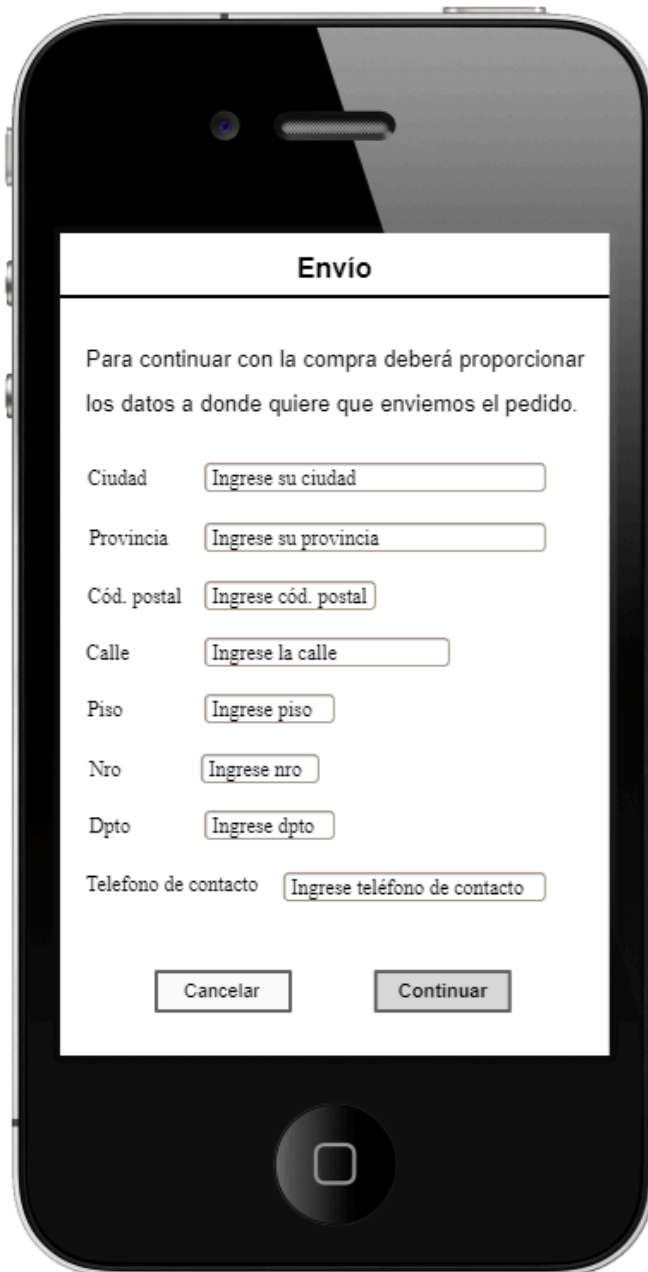 Envío
Para continuar con la compra deberá proporcionar
los datos a donde quiere que enviemos el pedido.
Ciudad Ingrese su ciudad
Provincia Ingrese su provincia
Cód. postal Ingrese cód. postal
Calle Ingrese la calle
Piso Ingrese piso
Nro Ingrese nro
Dpto Ingrese dpto
Telefono de contacto Ingrese teléfono de contacto
Cancelar Continuar